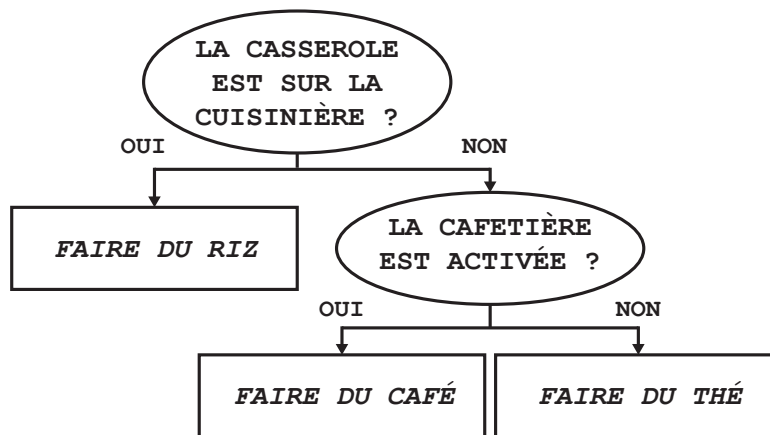 LA CASSEROLE
EST SUR LA
CUISINIÈRE ?
OUI
NON
FAIRE DU RIZ
LA CAFETIÈRE
EST ACTIVÉE ?
OUI
NON
FAIRE DU CAFÉ
FAIRE DU THÉ